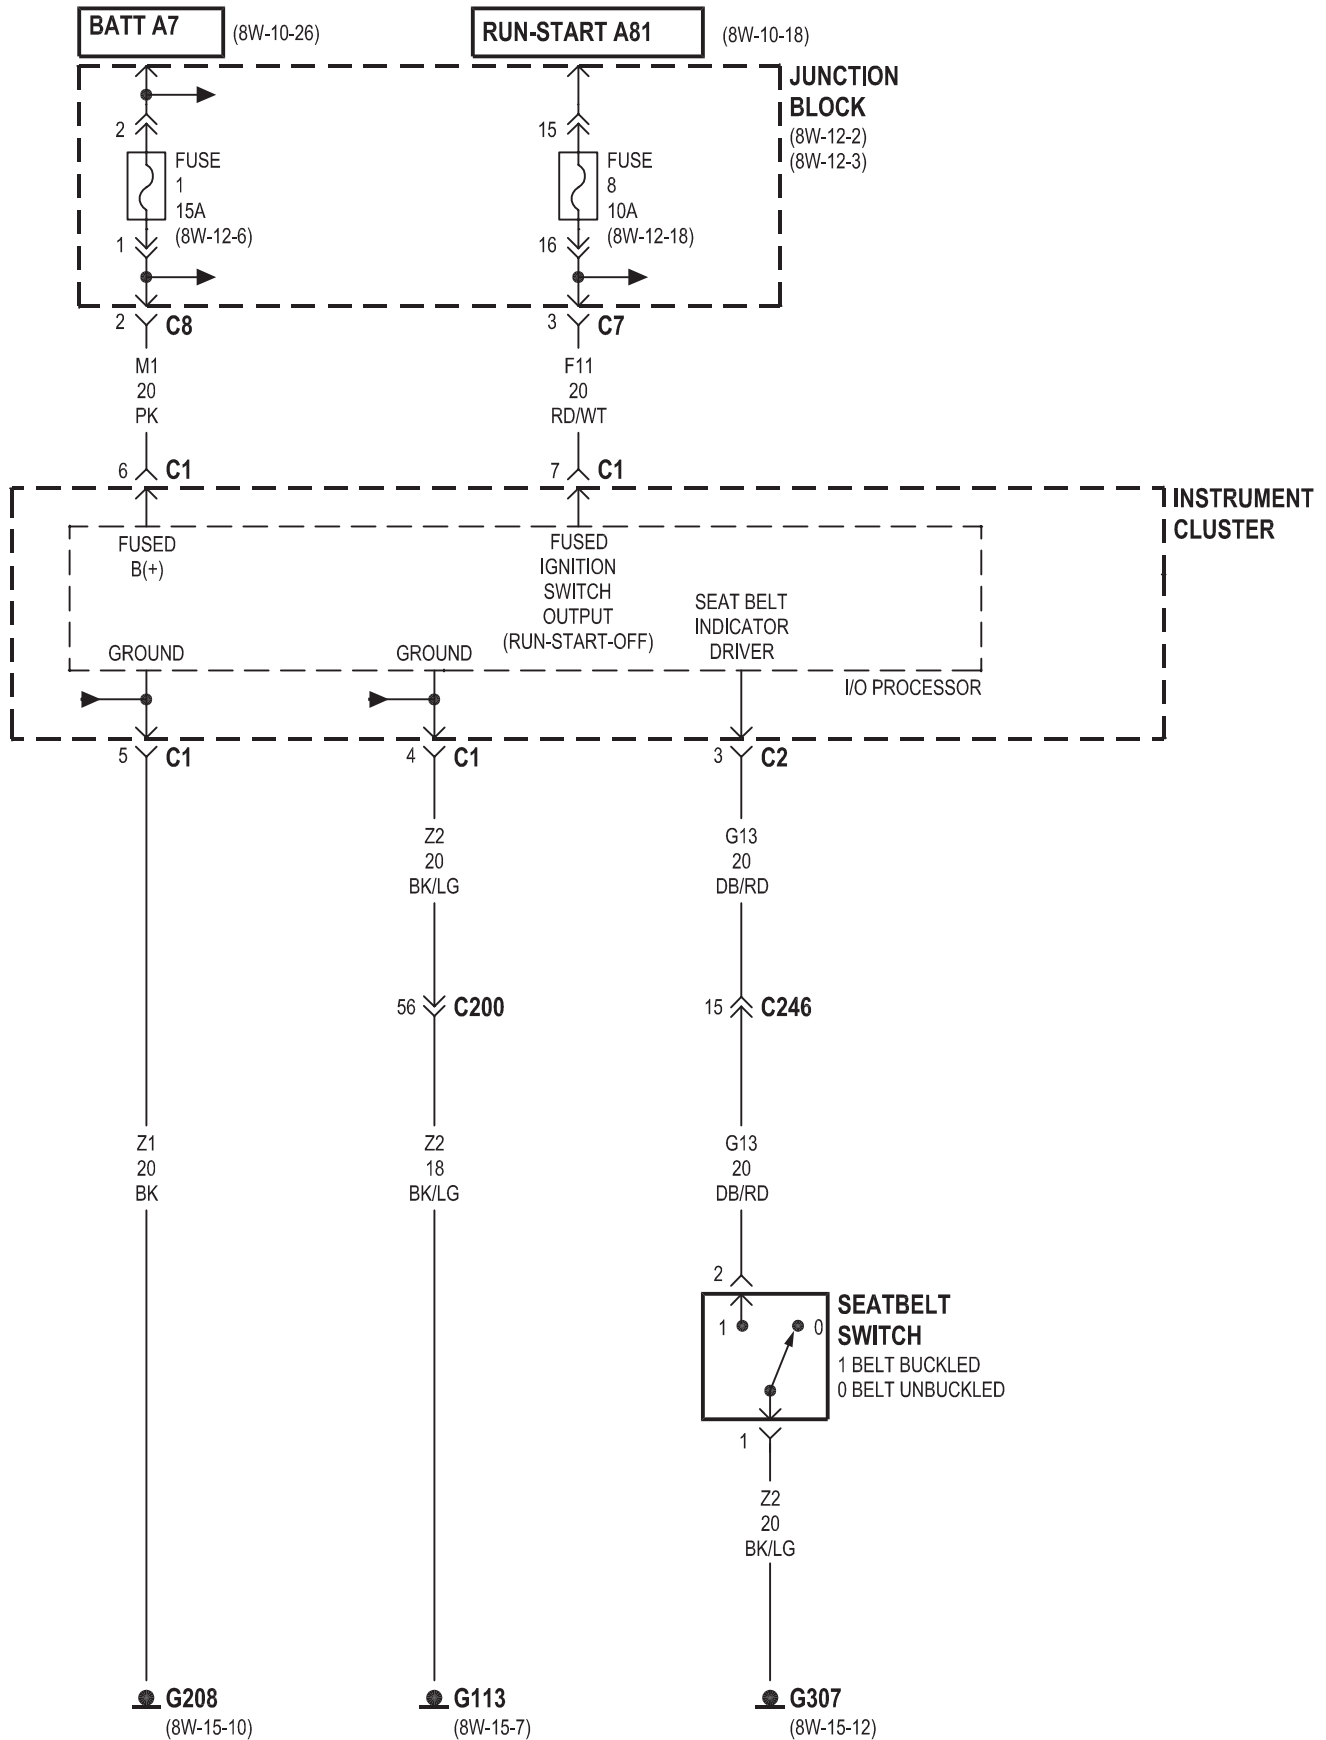 BATT A7
(8W-10-26)
RUN-START A81
(8W-10-18)
JUNCTION
BLOCK
(8W-12-2)
(8W-12-3)
2
FUSE
1
15A
(8W-12-6)
1
15
FUSE
8
10A
(8W-12-18)
16
2
C8
3
C7
M1
20
PK
F11
20
RD/WT
6
C1
7
C1
INSTRUMENT
CLUSTER
FUSED
B(+)
FUSED
IGNITION
SWITCH
OUTPUT
(RUN-START-OFF)
SEAT BELT
INDICATOR
DRIVER
GROUND
GROUND
I/O PROCESSOR
5
C1
4
C1
3
C2
Z2
20
BK/LG
G13
20
DB/RD
56
C200
15
C246
Z1
20
BK
Z2
18
BK/LG
G13
20
DB/RD
2
SEATBELT
SWITCH
1 BELT BUCKLED
0 BELT UNBUCKLED
1
0
1
Z2
20
BK/LG
G208
(8W-15-10)
G113
(8W-15-7)
G307
(8W-15-12)